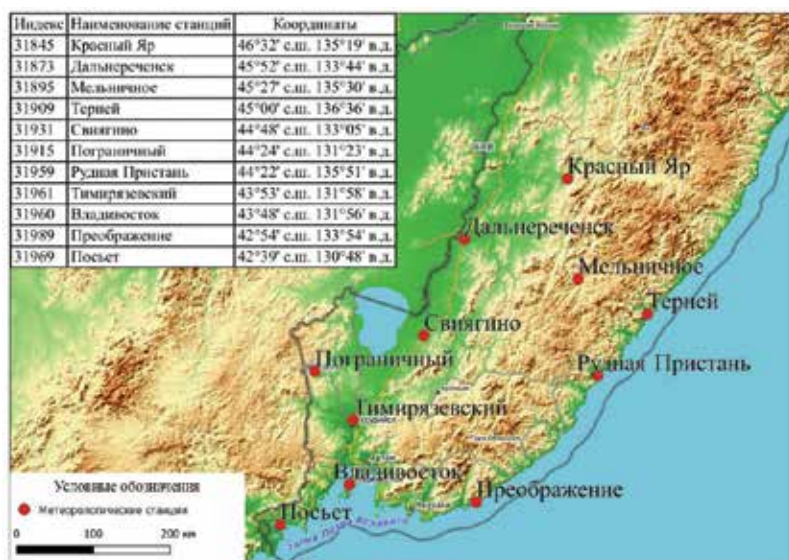 Индекс Наименование станций Координаты
31845 Красный Яр 46°32' с.ш. 135°19' в.д.
31873 Дальнереченск 45°52' с.ш. 133°44' в.д.
31895 Мельничное 45°27' с.ш. 135°30' в.д.
31909 Терней 45°00' с.ш. 136°36' в.д.
31931 Свиягино 44°48' с.ш. 133°05' в.д.
31915 Пограничный 44°24' с.ш. 131°23' в.д.
31959 Рудная Пристань 44°22' с.ш. 135°51' в.д.
31961 Тимирязевский 43°53' с.ш. 131°58' в.д.
31960 Владивосток 43°48' с.ш. 131°56' в.д.
31989 Преображение 42°54' с.ш. 133°54' в.д.
31969 Посьет 42°39' с.ш. 130°48' в.д.
Красный Яр
Дальнереченск
Мельничное
Терней
Свиягино
Пограничный
Рудная Пристань
Тимирязевский
Владивосток
Преображение
Посьет
Условные обозначения
Метеорологические станции
0 100 200 км